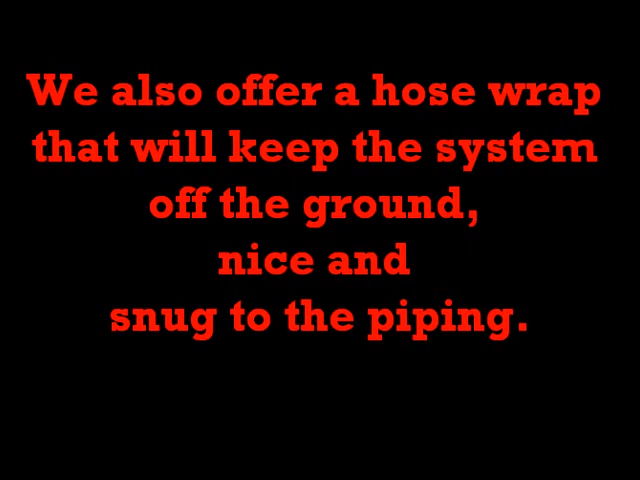 We also offer a hose wrap
that will keep the system
off the ground,
nice and
snug to the piping.